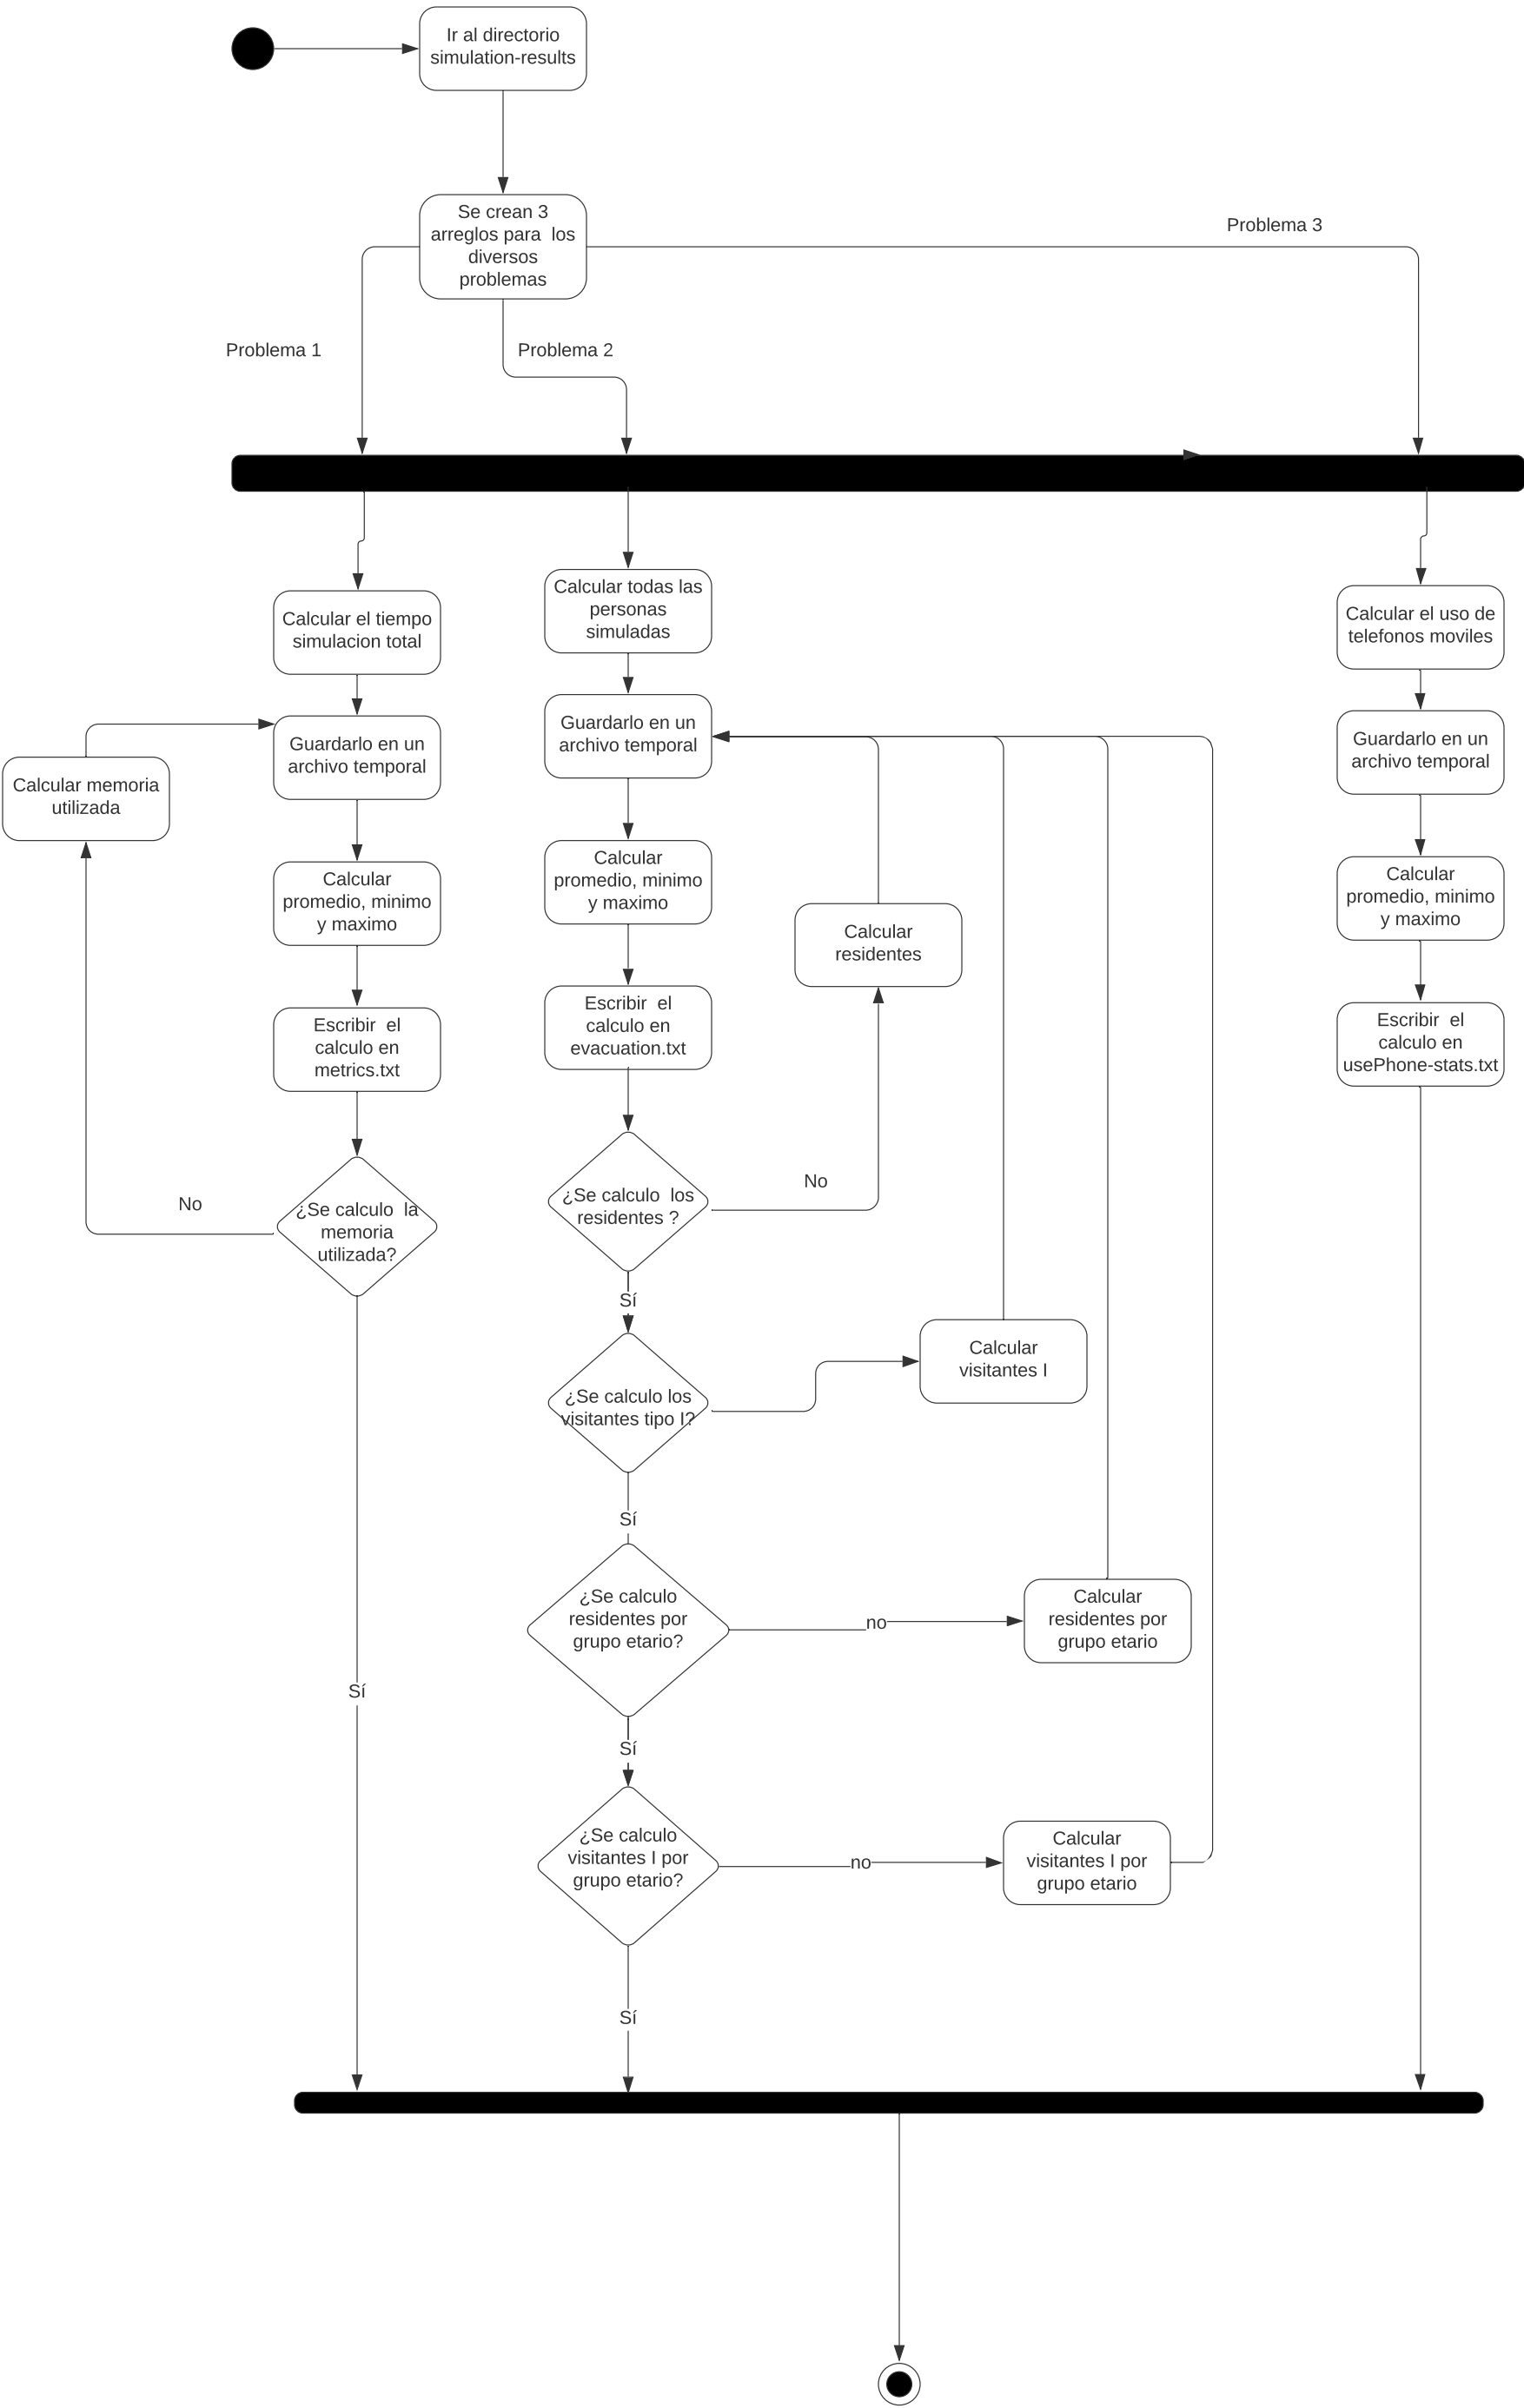 Ir al directorio
simulation-results
Se crean 3
arreglos para  los
diversos
problemas
Problema 3
Problema 1
Problema 2
Calcular el tiempo
simulacion total
Guardarlo en un
archivo temporal
Calcular memoria
utilizada
Calcular
promedio, minimo
y maximo
Escribir  el
calculo en
metrics.txt
No
¿Se calculo  la
memoria
utilizada?
Sí
Calcular todas las
personas
simuladas
Guardarlo en un
archivo temporal
Calcular
promedio, minimo
y maximo
Calcular
residentes
Escribir  el
calculo en
evacuation.txt
No
¿Se calculo  los
residentes ?
Sí
Calcular
visitantes I
¿Se calculo los
visitantes tipo I?
Sí
¿Se calculo
residentes por
grupo etario?
no
Calcular
residentes por
grupo etario
Sí
¿Se calculo
visitantes I por
grupo etario?
no
Calcular
visitantes I por
grupo etario
Sí
Calcular el uso de
telefonos moviles
Guardarlo en un
archivo temporal
Calcular
promedio, minimo
y maximo
Escribir  el
calculo en
usePhone-stats.txt